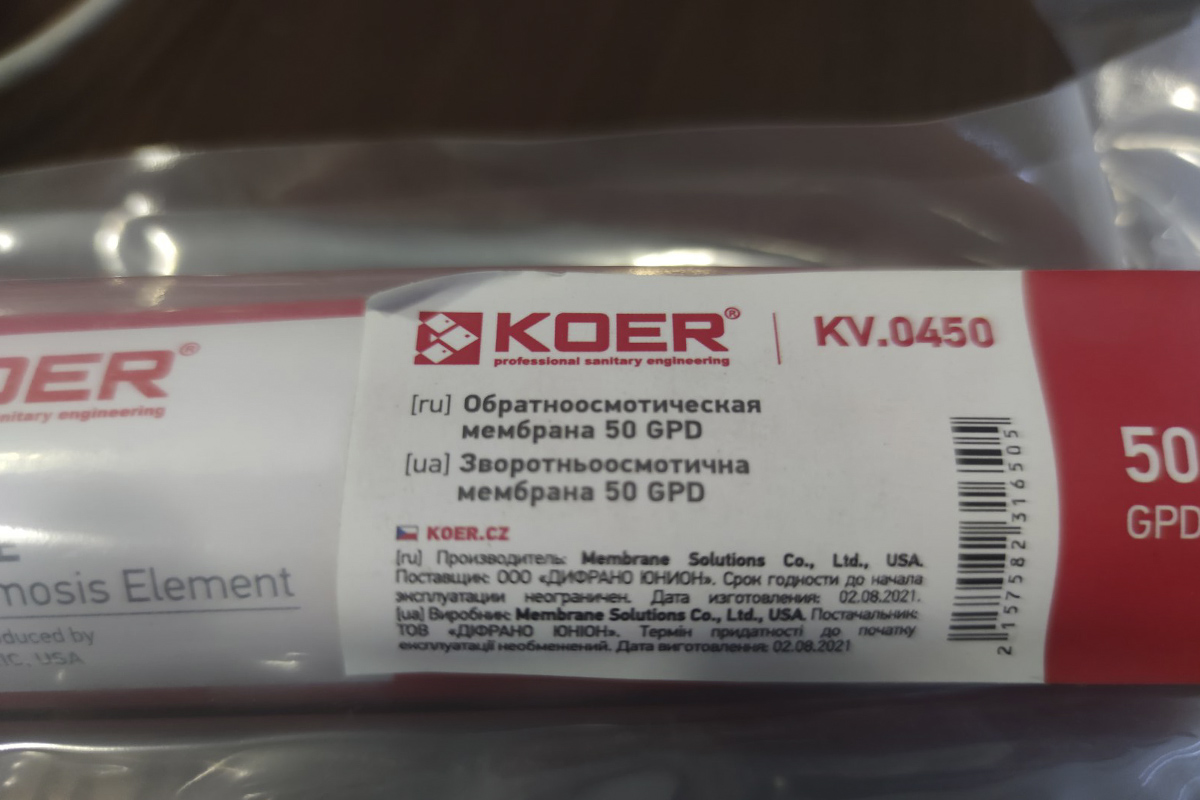 OER®
nitary engineering
E
mosis Element
oduced by
IC, USA
KOER®
professional sanitary engineering
KV.0450
[ru] Обратноосмотическая
мембрана 50 GPD
[ua] Зворотньоосмотична
мембрана 50 GPD
KOER.CZ
[ru] Производитель: Membrane Solutions Co., Ltd., USA.
Поставщик: ООО «ДИФРАНО ЮНИОН». Срок годности до начала
эксплуатации неограничен. Дата изготовления: 02.08.2021.
[ua] Виробник: Membrane Solutions Co., Ltd., USA. Постачальник:
ТОВ «ДІФРАНО ЮНІОН». Термін придатності до початку
експлуатації необмежений. Дата виготовлення: 02.08.2021
2157582316505
50
GPD